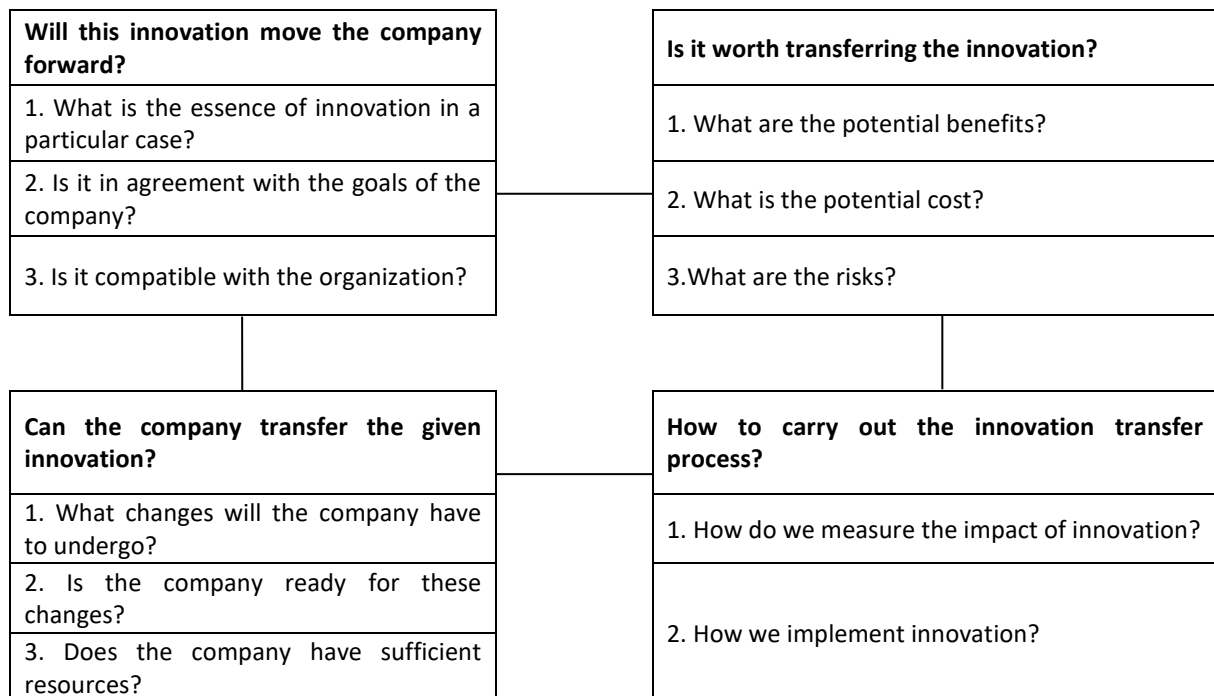 Will this innovation move the company
forward?
1. What is the essence of innovation in a
particular case?
2. Is it in agreement with the goals of the
company?
3. Is it compatible with the organization?
Is it worth transferring the innovation?
1. What are the potential benefits?
2. What is the potential cost?
3.What are the risks?
Can the company transfer the given
innovation?
1. What changes will the company have
to undergo?
2. Is the company ready for these
changes?
3. Does the company have sufficient
resources?
How to carry out the innovation transfer
process?
1. How do we measure the impact of innovation?
2. How we implement innovation?